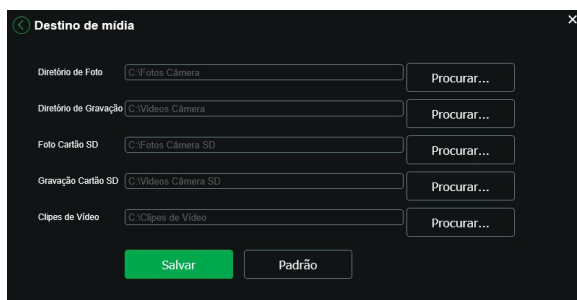 Destino de mídia
Diretório de Foto C:\Fotos Câmera Procurar...
Diretório de Gravação C:\Videos Câmera Procurar...
Foto Cartão SD C:\Fotos Câmera SD Procurar...
Gravação Cartão SD C:\Videos Câmera SD Procurar...
Clipes de Vídeo C:\Clipes de Vídeo Procurar...
Salvar Padrão